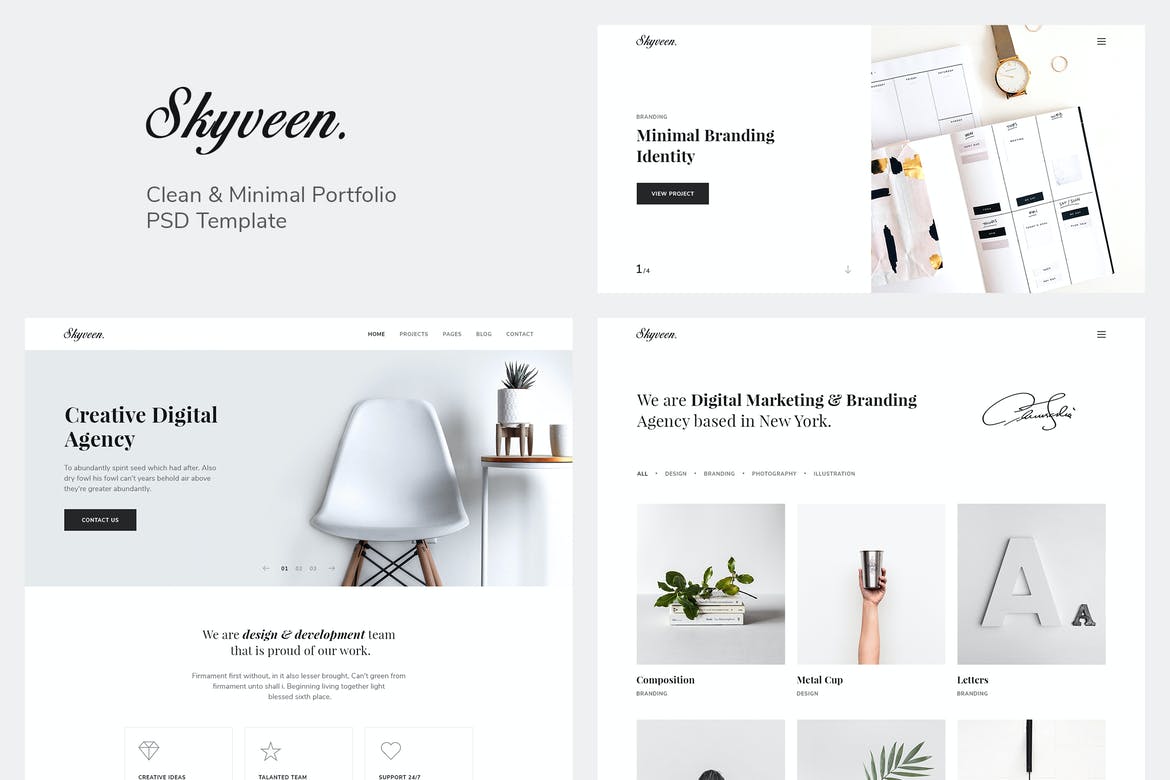 Skyveen.
Clean & Minimal Portfolio
PSD Template
Skyveen.
BRANDING
Minimal Branding
Identity
VIEW PROJECT
1/4
Skyveen.
HOME PROJECTS PAGES BLOG CONTACT
Creative Digital
Agency
To abundantly spint seed which had after. Also
dry fowl his fowl can't years behold air above
they're greater abundantly.
CONTACT US
01 02 03
We are design & development team
that is proud of our work.
Firmament first without, in it also lesser brought. Can't green from
firmament unto shall i. Beginning living together light
blessed sixth place.
CREATIVE IDEAS
TALANTED TEAM
SUPPORT 24/7
Skyveen.
We are Digital Marketing & Branding
Agency based in New York.
ALL • DESIGN • BRANDING • PHOTOGRAPHY • ILLUSTRATION
A
A
Composition
BRANDING
Metal Cup
DESIGN
Letters
BRANDING